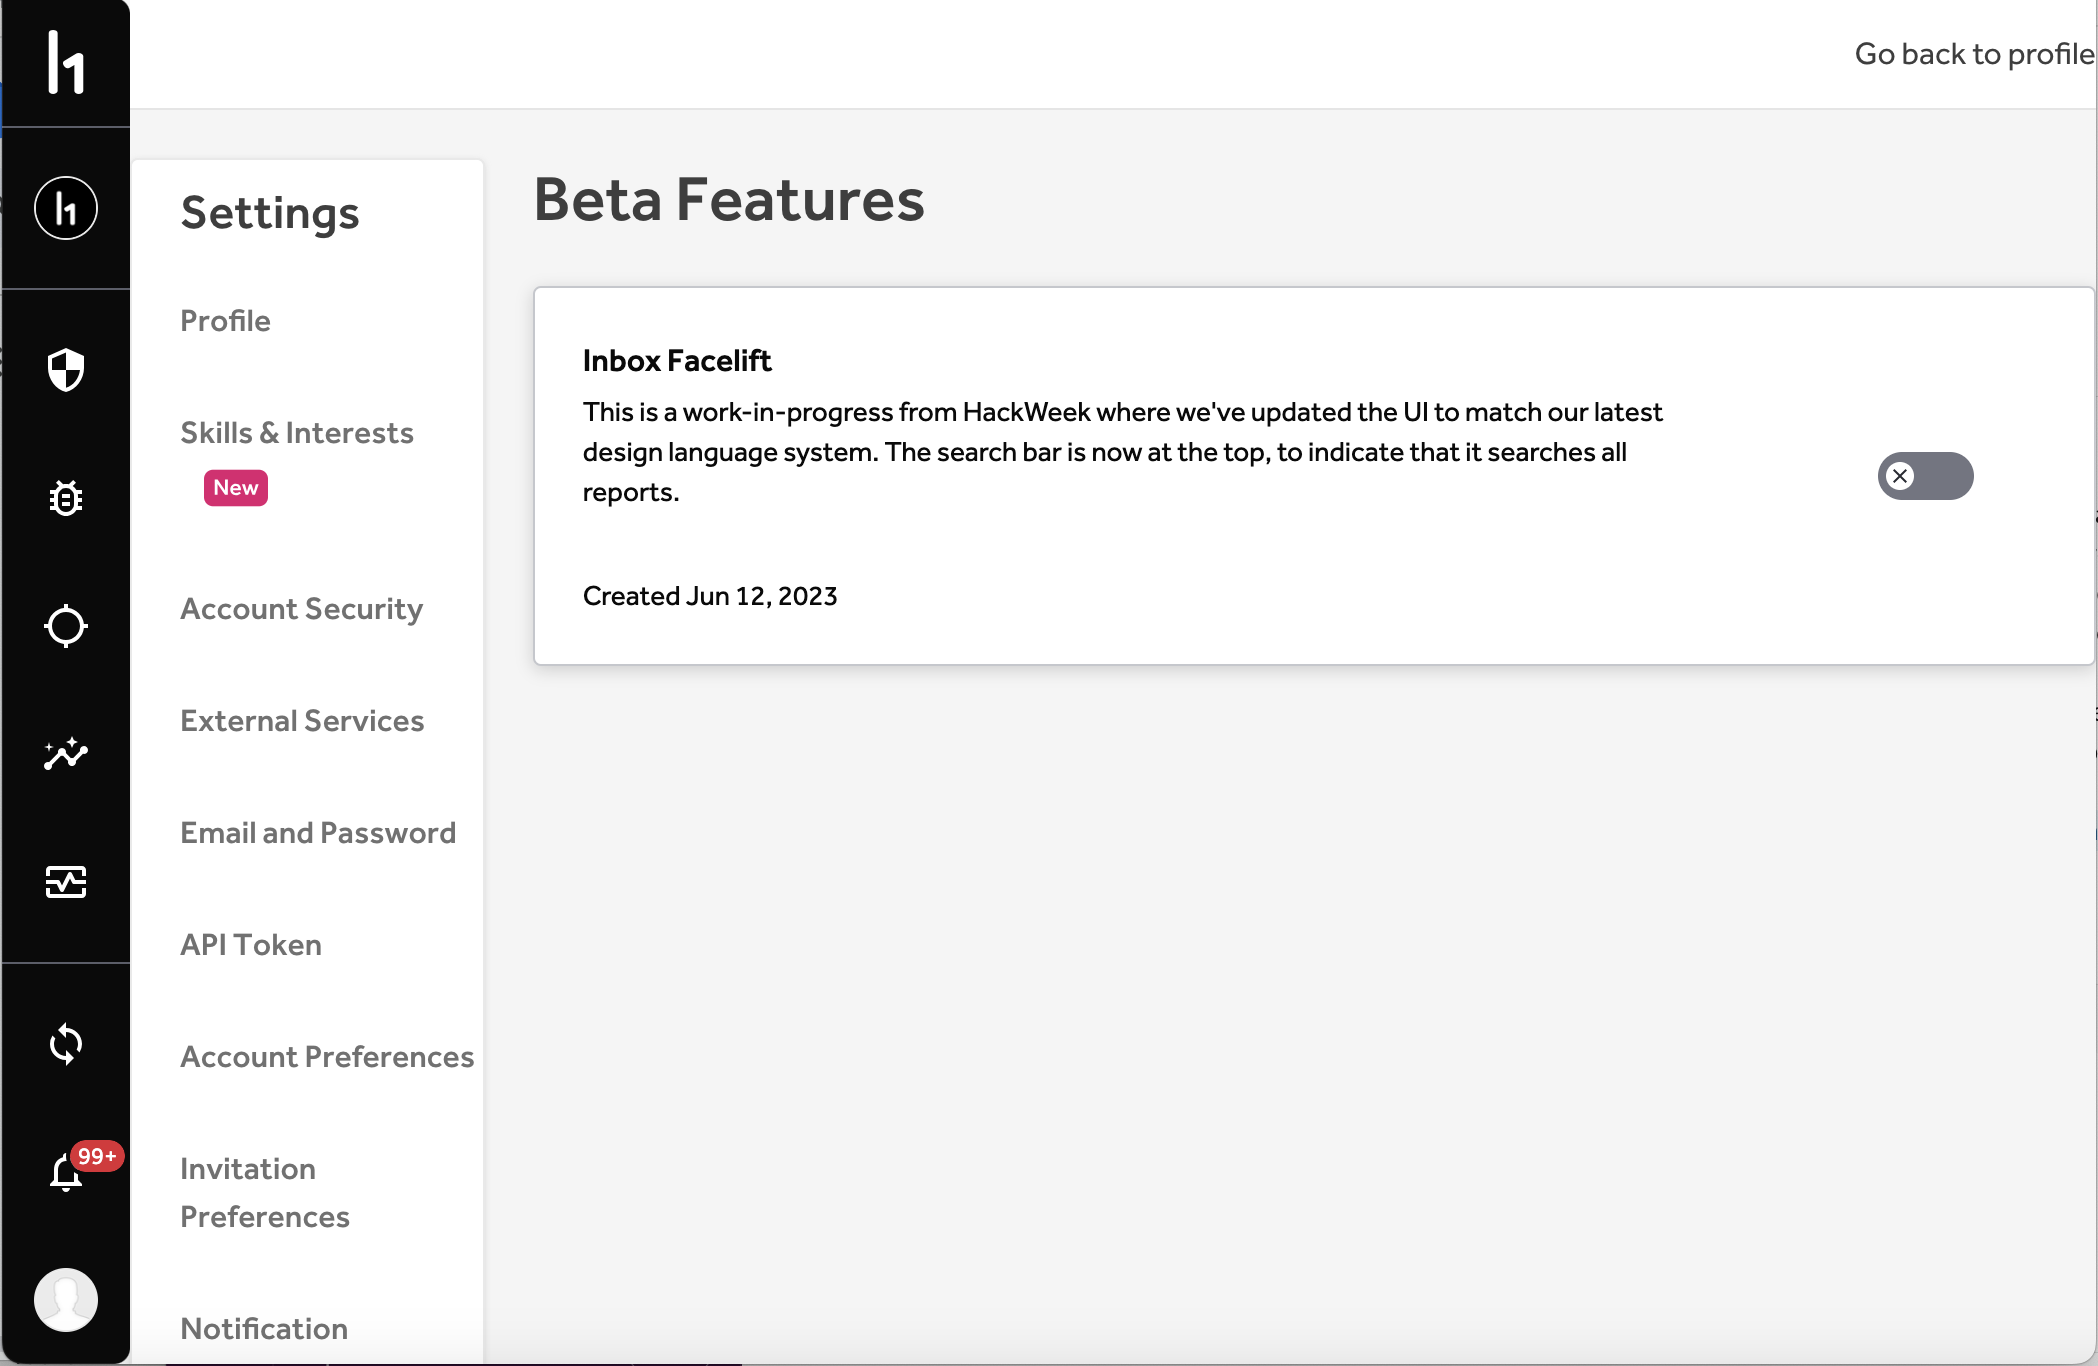 h1
Go back to profile
h1
Settings
Profile
Skills & Interests
New
Account Security
External Services
Email and Password
API Token
Account Preferences
Invitation
Preferences
Notification
99+
Beta Features
Inbox Facelift
This is a work-in-progress from HackWeek where we've updated the UI to match our latest
design language system. The search bar is now at the top, to indicate that it searches all
reports.
Created Jun 12, 2023